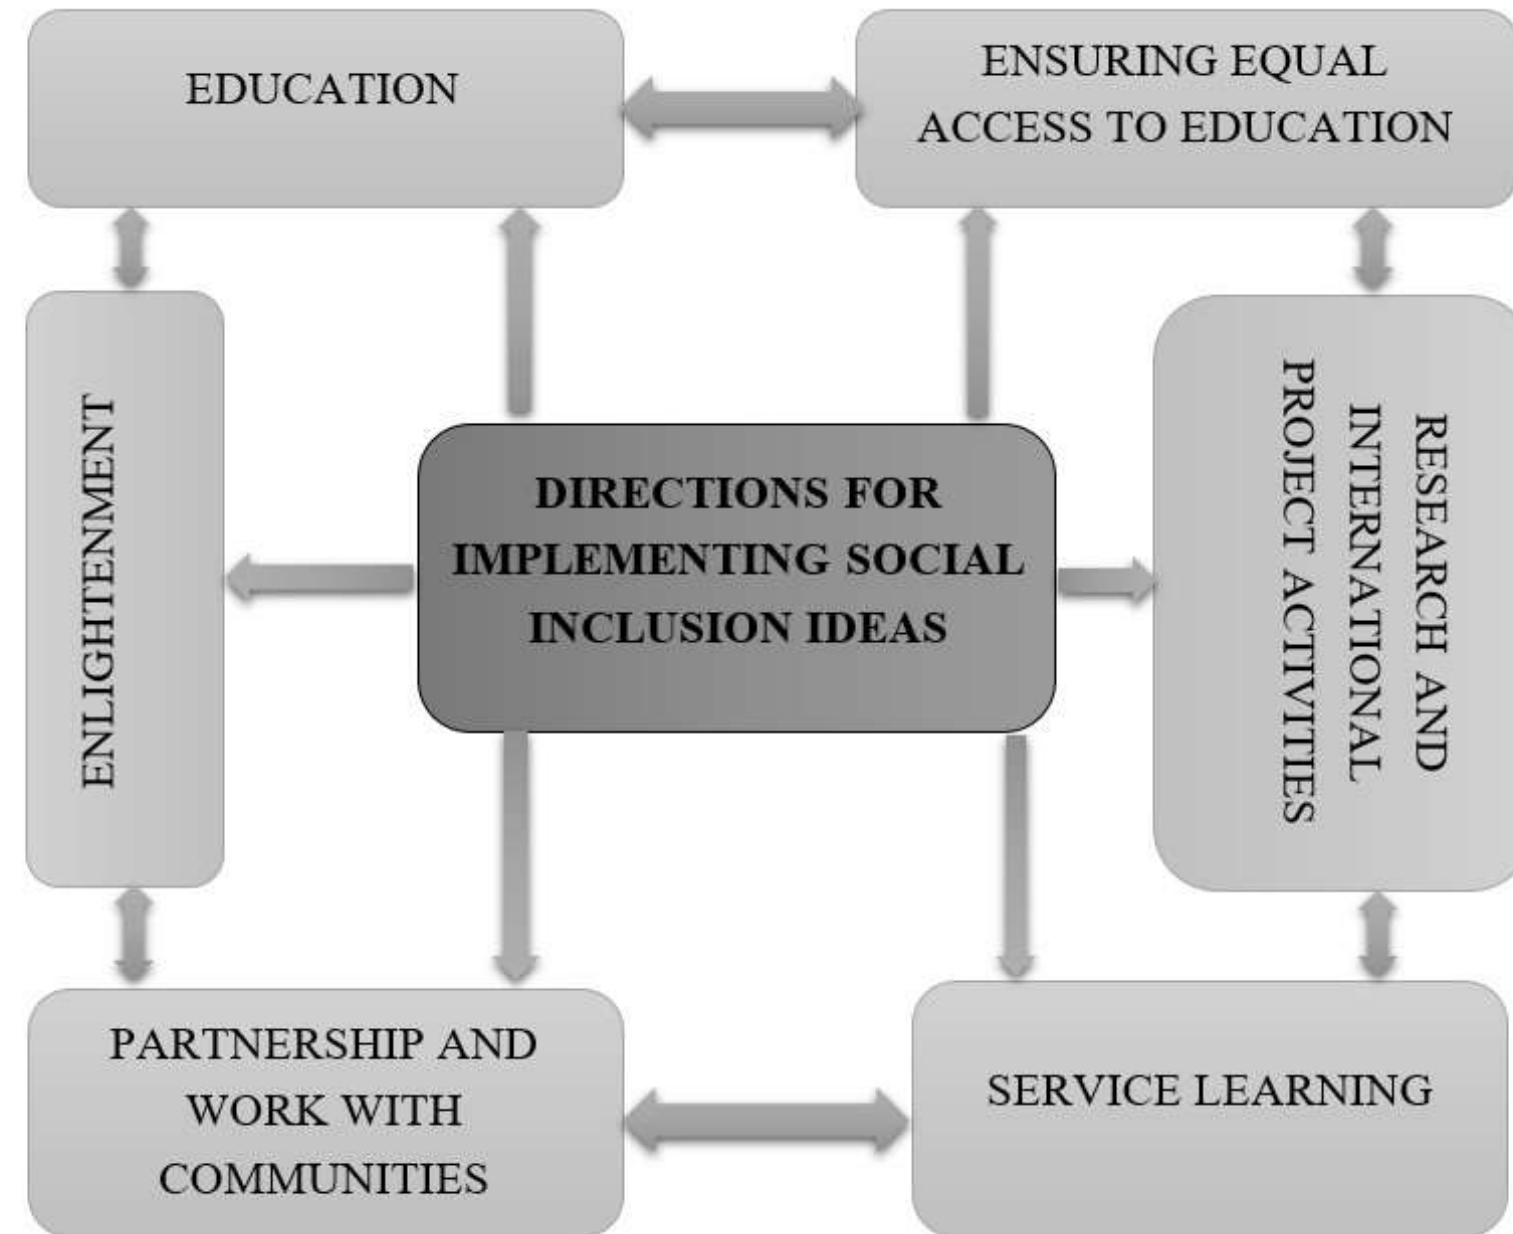 EDUCATION
ENSURING EQUAL
ACCESS TO EDUCATION
ENLIGHTENMENT
DIRECTIONS FOR
IMPLEMENTING SOCIAL
INCLUSION IDEAS
RESEARCH AND
INTERNATIONAL
PROJECT ACTIVITIES
PARTNERSHIP AND
WORK WITH
COMMUNITIES
SERVICE LEARNING